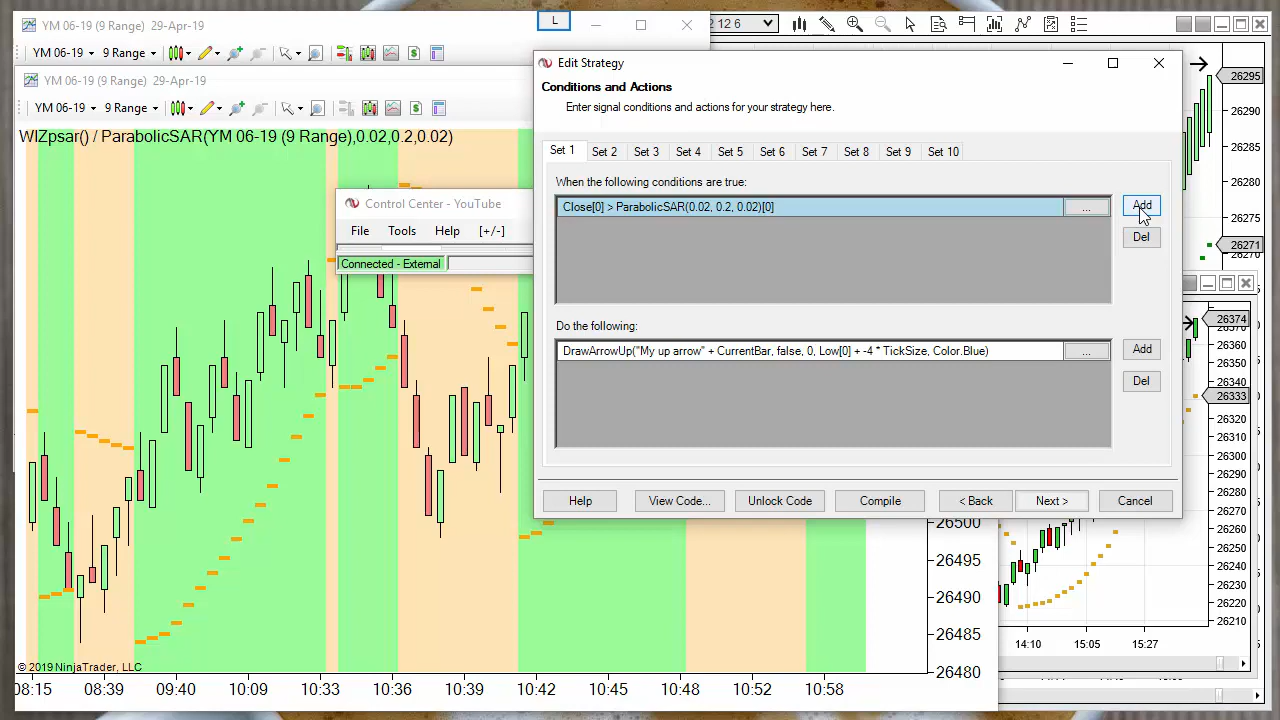 YM 06-19 (9 Range) 29-Apr-19
L
2 12 6
YM 06-19 9 Range
YM 06-19 (9 Range) 29-Apr-19
YM 06-19 9 Range
WIZpsar() / ParabolicSAR(YM 06-19 (9 Range),0.02,0.2,0.02)
Control Center - YouTube
File Tools Help [+/-]
Connected - External
Edit Strategy
Conditions and Actions
Enter signal conditions and actions for your strategy here.
Set 1 Set 2 Set 3 Set 4 Set 5 Set 6 Set 7 Set 8 Set 9 Set 10
When the following conditions are true:
Close[0] > ParabolicSAR(0.02, 0.2, 0.02)[0] ... Add
Del
Do the following:
DrawArrowUp("My up arrow" + CurrentBar, false, 0, Low[0] + -4 * TickSize, Color.Blue) ... Add
Del
Help View Code... Unlock Code Compile < Back Next > Cancel
26295
26290
26285
26280
26275
26271
26270
26374
26360
26350
26340
26333
26320
26310
26300
26290
26280
26270
26260
26250
26240
26230
26220
26210
14:10 15:05 15:27
26500
26495
26490
26485
26480
© 2019 NinjaTrader, LLC
08:15 08:39 09:40 10:09 10:33 10:36 10:39 10:42 10:45 10:48 10:52 10:58